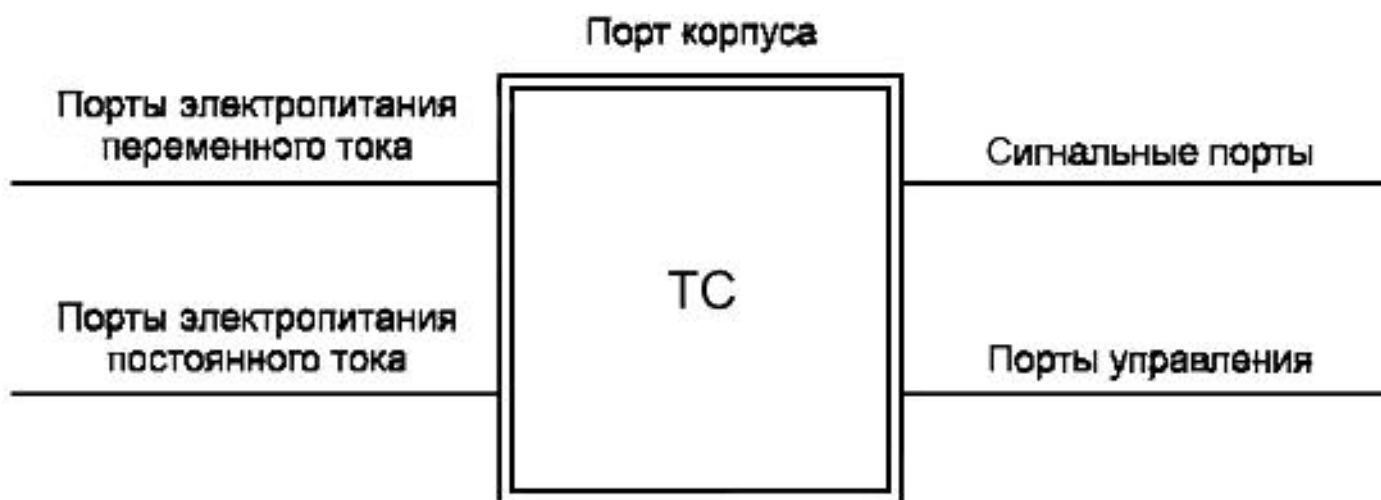 Порт корпуса
Порты электропитания
переменного тока
Сигнальные порты
ТС
Порты электропитания
постоянного тока
Порты управления